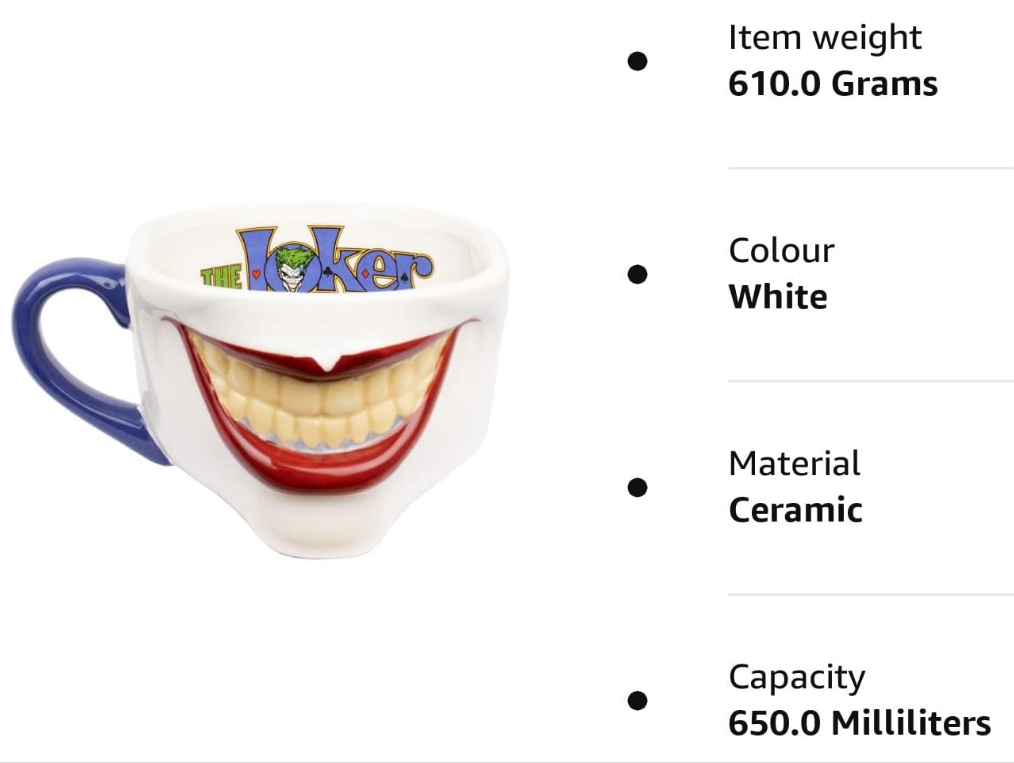 THE Joker
Item weight
610.0 Grams
Colour
White
Material
Ceramic
Capacity
650.0 Milliliters